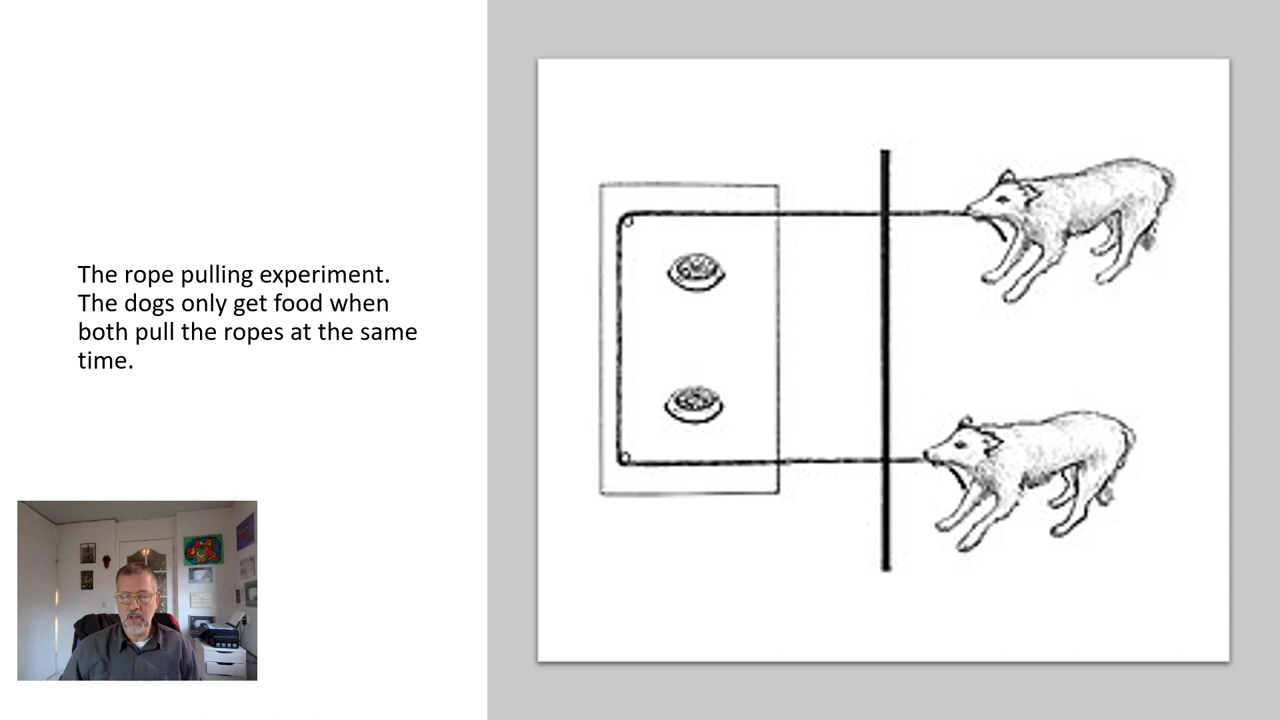 The rope pulling experiment.
The dogs only get food when
both pull the ropes at the same
time.